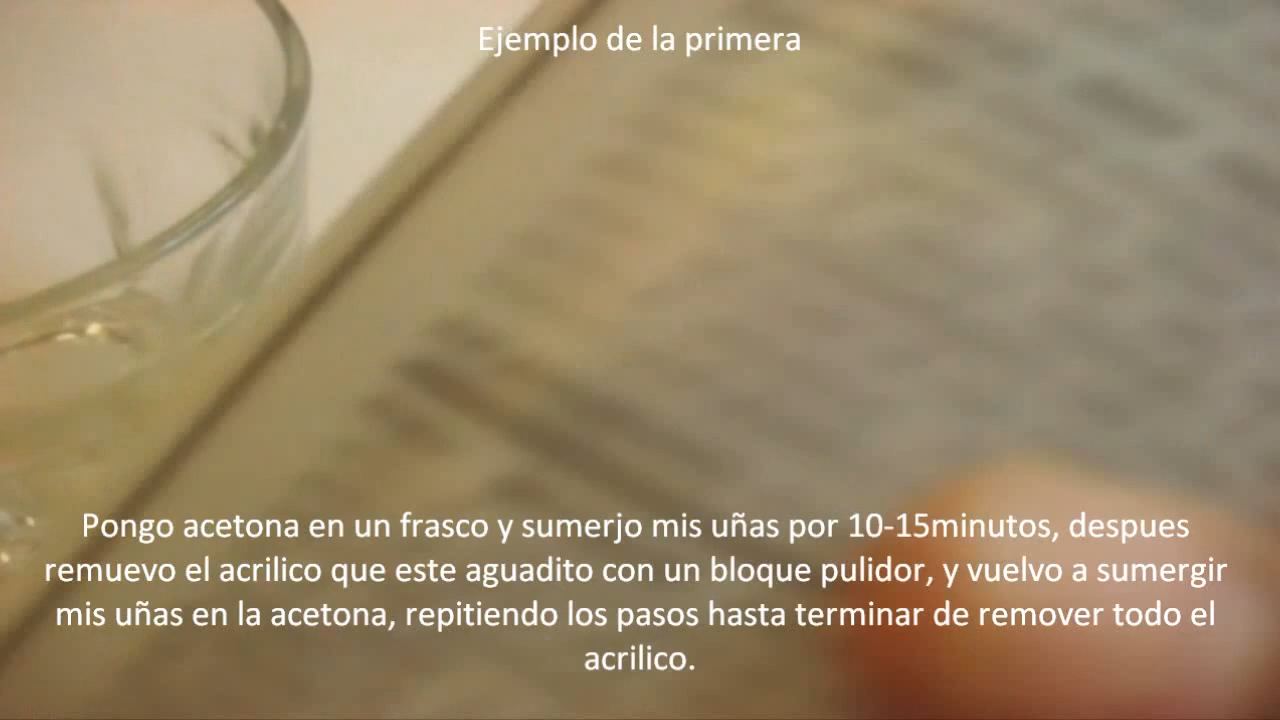 Ejemplo de la primera
Pongo acetona en un frasco y sumerjo mis uñas por 10-15minutos, despues
remuevo el acrilico que este aguadito con un bloque pulidor, y vuelvo a sumergir
mis uñas en la acetona, repitiendo los pasos hasta terminar de remover todo el
acrilico.